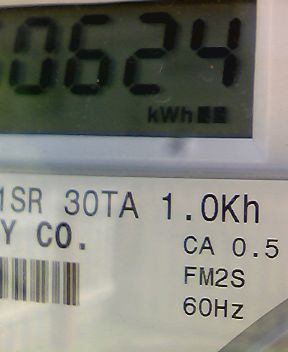 0624
kWh
1SR 30TA 1.0Kh
Y CO.
CA 0.5
FM2S
60Hz